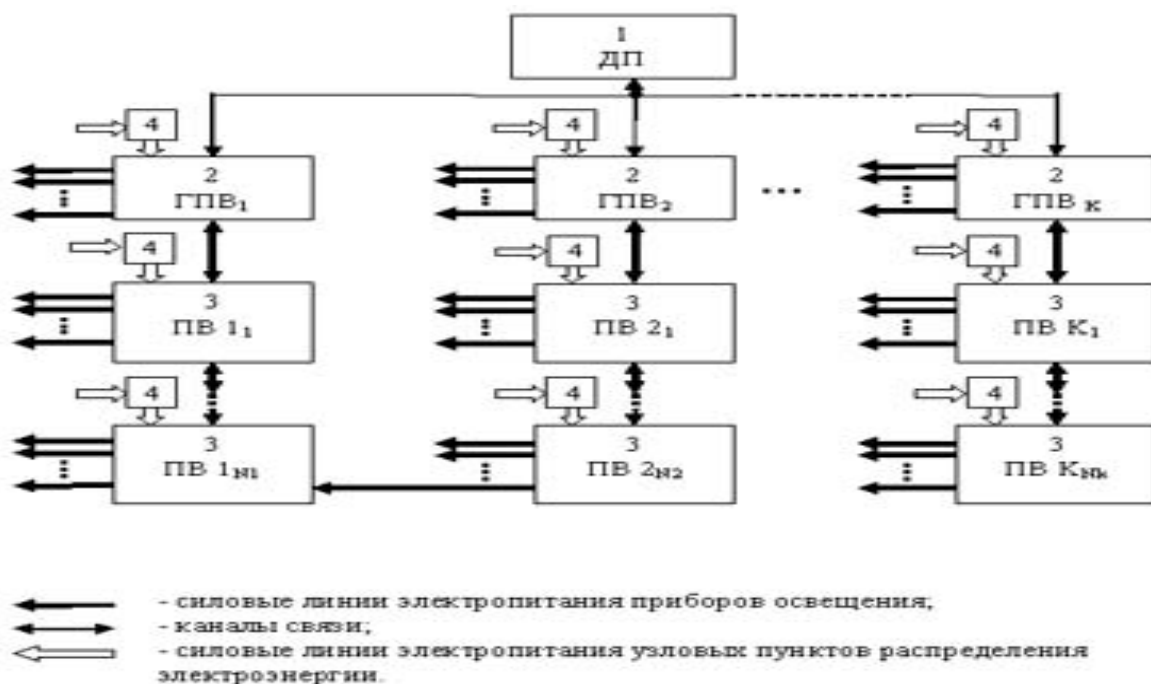 1
ДП
4
4
4
2
ГПВ₁
2
ГПВ₂
...
2
ГПВ К
4
4
4
3
ПВ 1₁
3
ПВ 2₁
3
ПВ К₁
4
4
4
3
ПВ 1N1
3
ПВ 2N2
3
ПВ КNk
- силовые линии электропитания приборов освещения;
- каналы связи;
- силовые линии электропитания узловых пунктов распределения
электроэнергии.